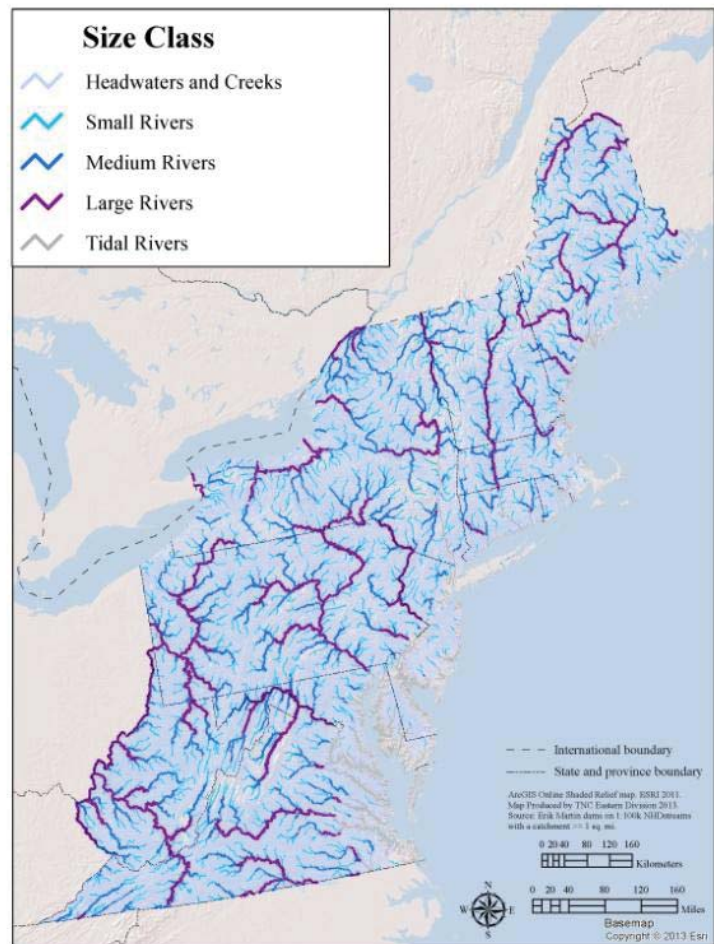 Size Class
Headwaters and Creeks
Small Rivers
Medium Rivers
Large Rivers
Tidal Rivers
International boundary
State and province boundary
ArcGIS Online Shaded Relief map. ESRI 2011.
Map Produced by TNC Eastern Division 2013.
Source: Erik Martin dams on 1:100k NHDstreams
with a catchment >= 1 sq. mi.
0 20 40 80 120 160
Kilometers
N
W E
S
0 20 40 80 120 160
Miles
Basemap
Copyright © 2013 Esri